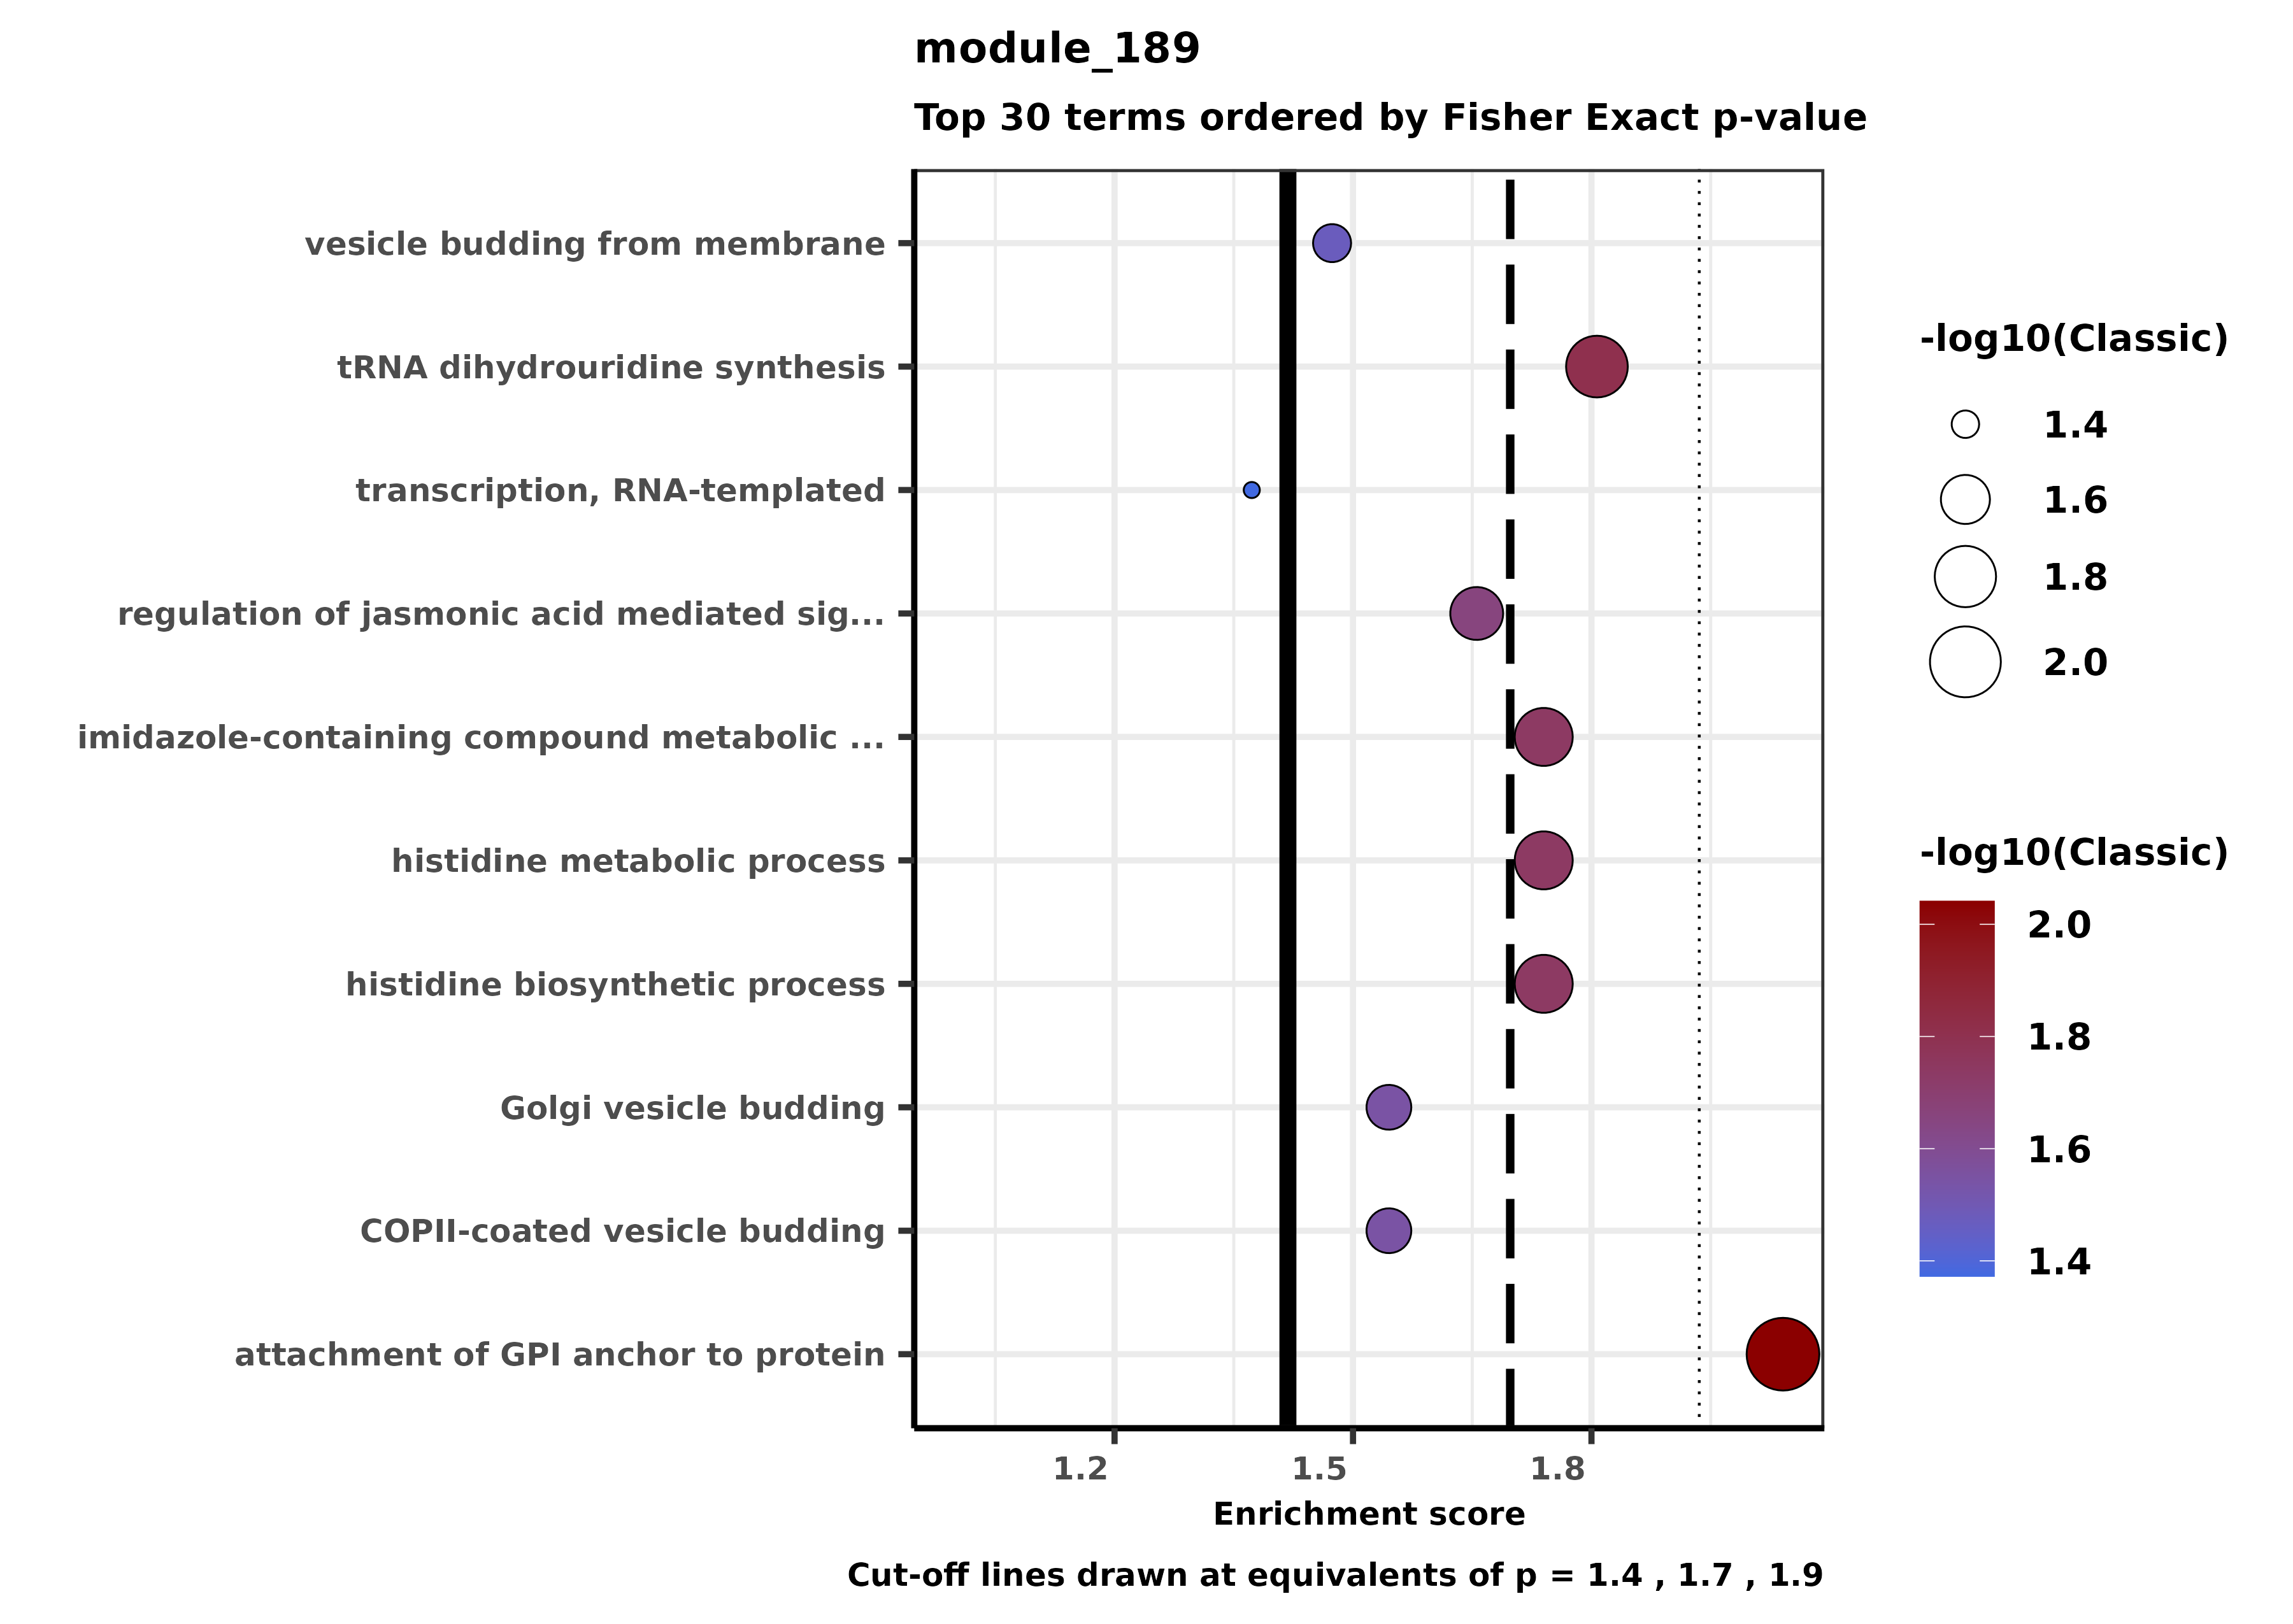 module_189
Top 30 terms ordered by Fisher Exact p-value
vesicle budding from membrane
tRNA dihydrouridine synthesis
transcription, RNA-templated
regulation of jasmonic acid mediated sig...
imidazole-containing compound metabolic ...
histidine metabolic process
histidine biosynthetic process
Golgi vesicle budding
COPII-coated vesicle budding
attachment of GPI anchor to protein
1.2
1.5
1.8
Enrichment score
Cut-off lines drawn at equivalents of p = 1.4 , 1.7 , 1.9
-log10(Classic)
1.4
1.6
1.8
2.0
-log10(Classic)
2.0
1.8
1.6
1.4